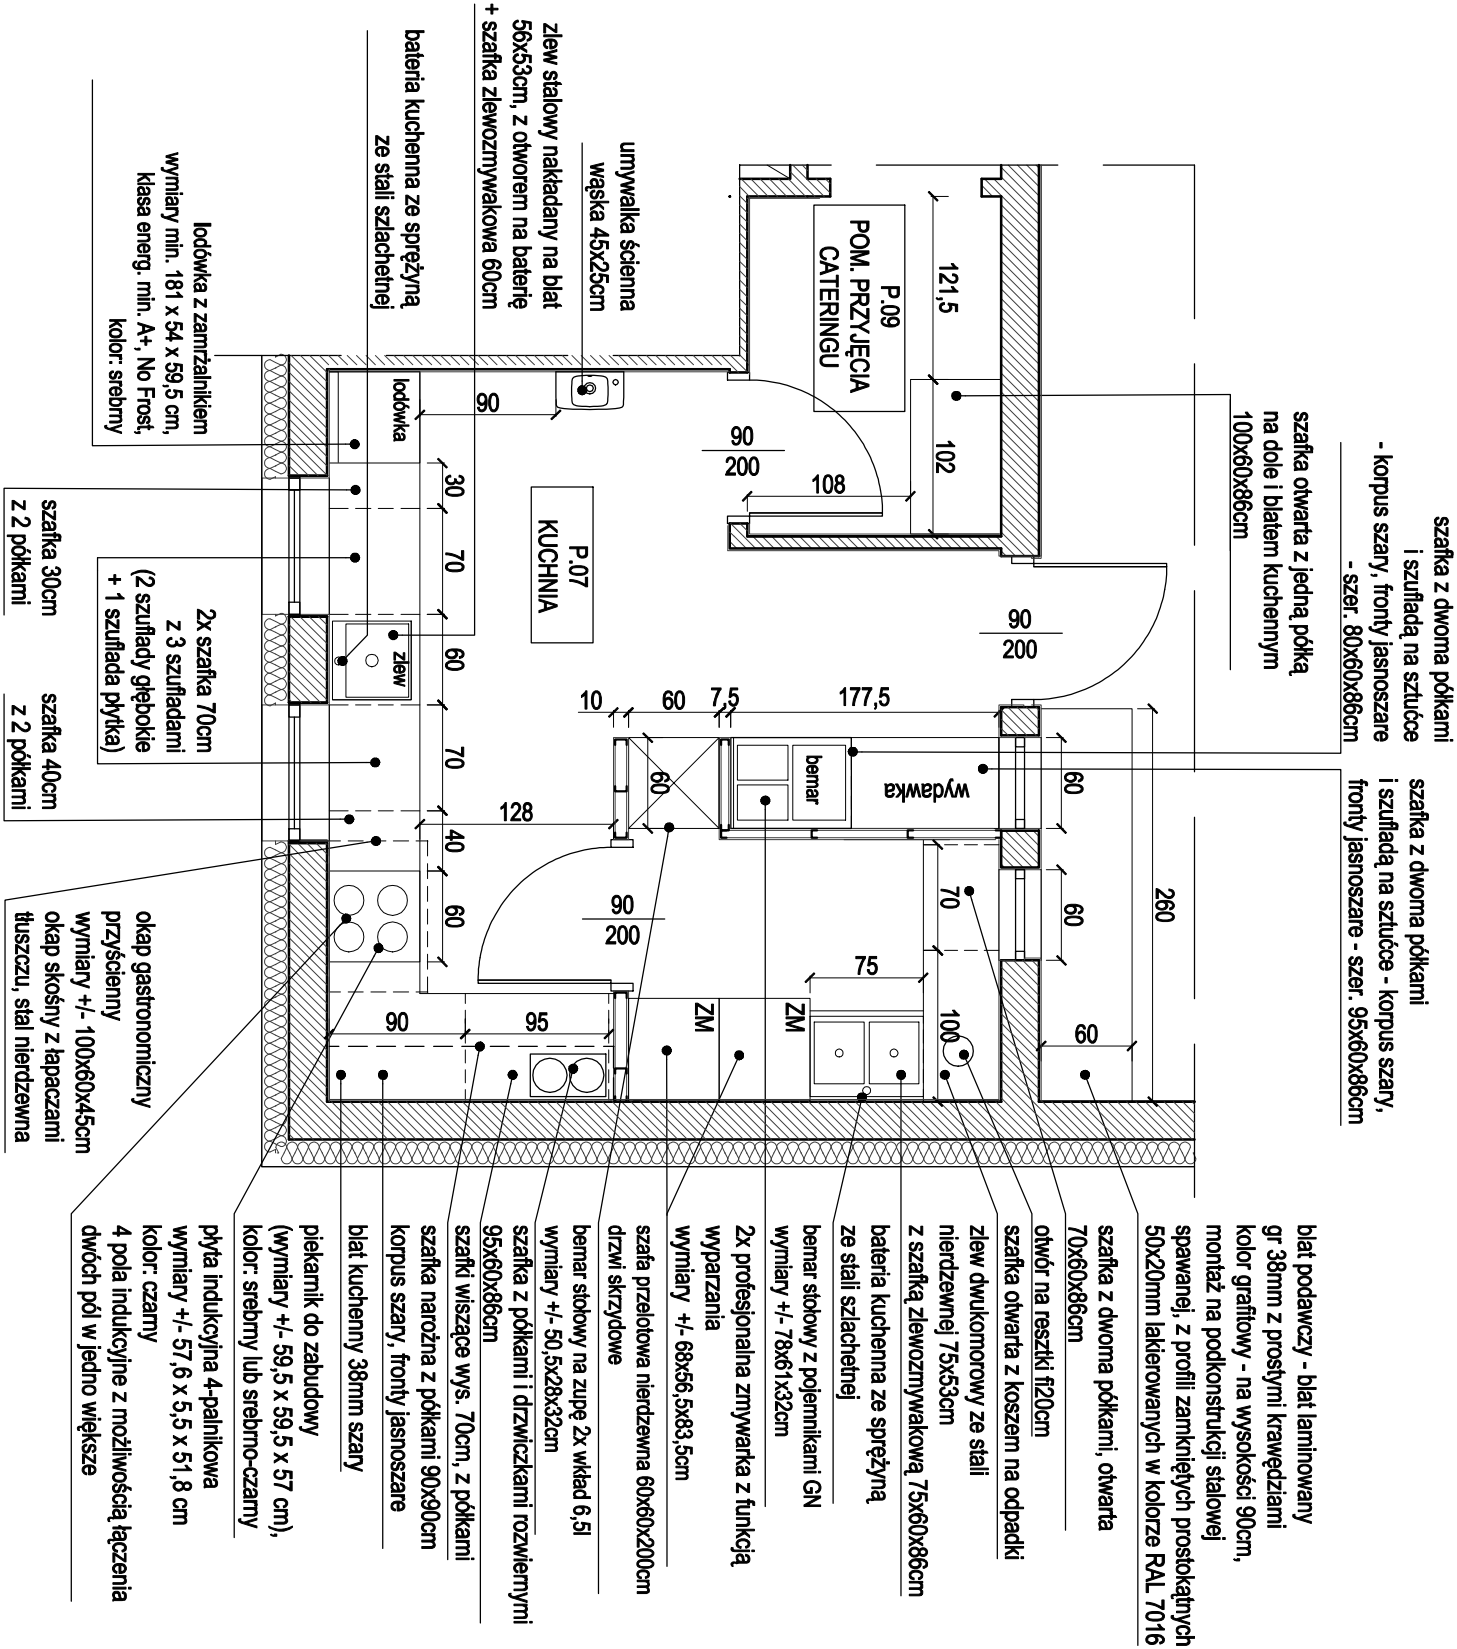 szafka z dwoma półkami
i szufladą na sztućce
- korpus szary, fronty jasnoszare
- szer. 80x60x86cm
szafka z dwoma półkami
i szufladą na sztućce - korpus szary,
fronty jasnoszare - szer. 95x60x86cm
szafka otwarta z jedną półką
na dole i blatem kuchennym
100x60x86cm
umywalka ścienna
wąska 45x25cm
zlew stalowy nakładany na blat
56x53cm, z otworem na baterię
+ szafka zlewozmywakowa 60cm
bateria kuchenna ze sprężyną
ze stali szlachetnej
lodówka z zamrżalnikiem
wymiary min. 181 x 54 x 59,5 cm,
klasa energ. min. A+, No Frost,
kolor: srebrny
szafka 30cm
z 2 półkami
2x szafka 70cm
z 3 szufladami
(2 szuflady głębokie
+ 1 szuflada płytka)
szafka 40cm
z 2 półkami
okap gastronomiczny
przyścienny
wymiary +/- 100x60x45cm
okap skośny z łapaczami
tłuszczu, stal nierdzewna
blat podawczy - blat laminowany
gr 38mm z prostymi krawędziami
kolor grafitowy - na wysokości 90cm,
montaż na podkonstrukcji stalowej
spawanej, z profili zamkniętych prostokątnych
50x20mm lakierowanych w kolorze RAL 7016
szafka z dwoma półkami, otwarta
70x60x86cm
otwór na resztki fi20cm
szafka otwarta z koszem na odpadki
zlew dwukomorowy ze stali
nierdzewnej 75x53cm
z szafką zlewozmywakową 75x60x86cm
bateria kuchenna ze sprężyną
ze stali szlachetnej
bemar stołowy z pojemnikami GN
wymiary +/- 78x61x32cm
2x profesjonalna zmywarka z funkcją
wyparzania
wymiary +/- 68x56,5x83,5cm
szafa przelotowa nierdzewna 60x60x200cm
drzwi skrzydowe
bemar stołowy na zupę 2x wkład 6,5l
wymiary +/- 50,5x28x32cm
szafka z półkami i drzwiczkami rozwiernymi
95x60x86cm
szafki wiszące wys. 70cm, z półkami
szafka narożna z półkami 90x90cm
korpus szary, fronty jasnoszare
blat kuchenny 38mm szary
piekarnik do zabudowy
(wymiary +/- 59,5 x 59,5 x 57 cm),
kolor: srebrny lub srebrno-czarny
płyta indukcyjna 4-palnikowa
wymiary +/- 57,6 x 5,5 x 51,8 cm
kolor: czarny
4 pola indukcyjne z możliwością łączenia
dwóch pól w jedno większe
P.09
POM. PRZYJĘCIA
CATERINGU
P.07
KUCHNIA
121,5
102
108
90
200
90
200
90
200
260
60
60
60
177,5
7,5
60
10
60
bemar
wydawka
70
100
75
ZM
ZM
128
95
90
lodówka
zlew
90
30
70
60
70
40
60